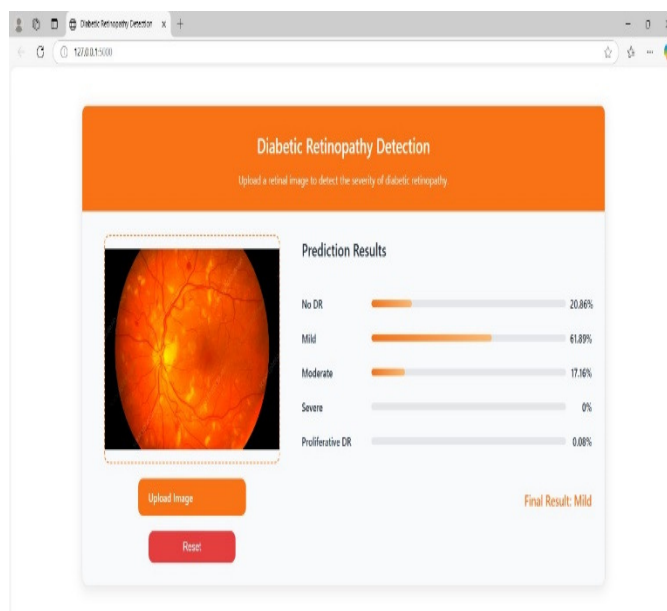 Diabetic Retinopathy Detection
127.0.0.1:5000
Diabetic Retinopathy Detection
Upload a retinal image to detect the severity of diabetic retinopathy
Prediction Results
No DR 20.86%
Mild 61.89%
Moderate 17.16%
Severe 0%
Proliferative DR 0.08%
Upload Image
Final Result: Mild
Reset